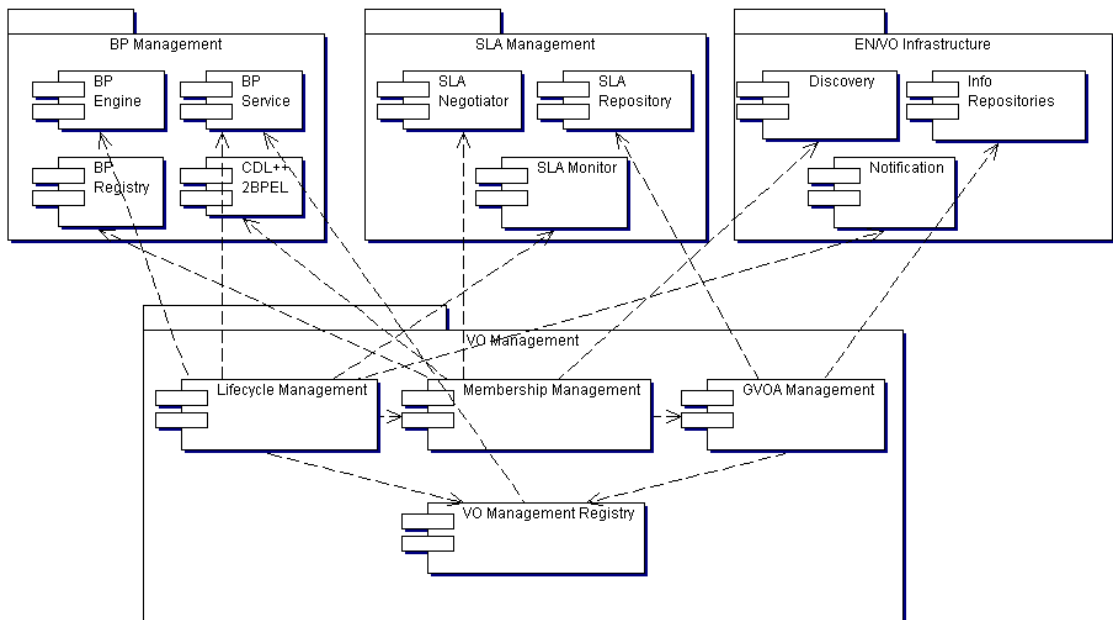 BP Management
BP
Engine
BP
Service
BP
Registry
CDL++
2BPEL
SLA Management
SLA
Negotiator
SLA
Repository
SLA Monitor
EN/VO Infrastructure
Discovery
Info
Repositories
Notification
VO Management
Lifecycle Management
Membership Management
GVOA Management
VO Management Registry